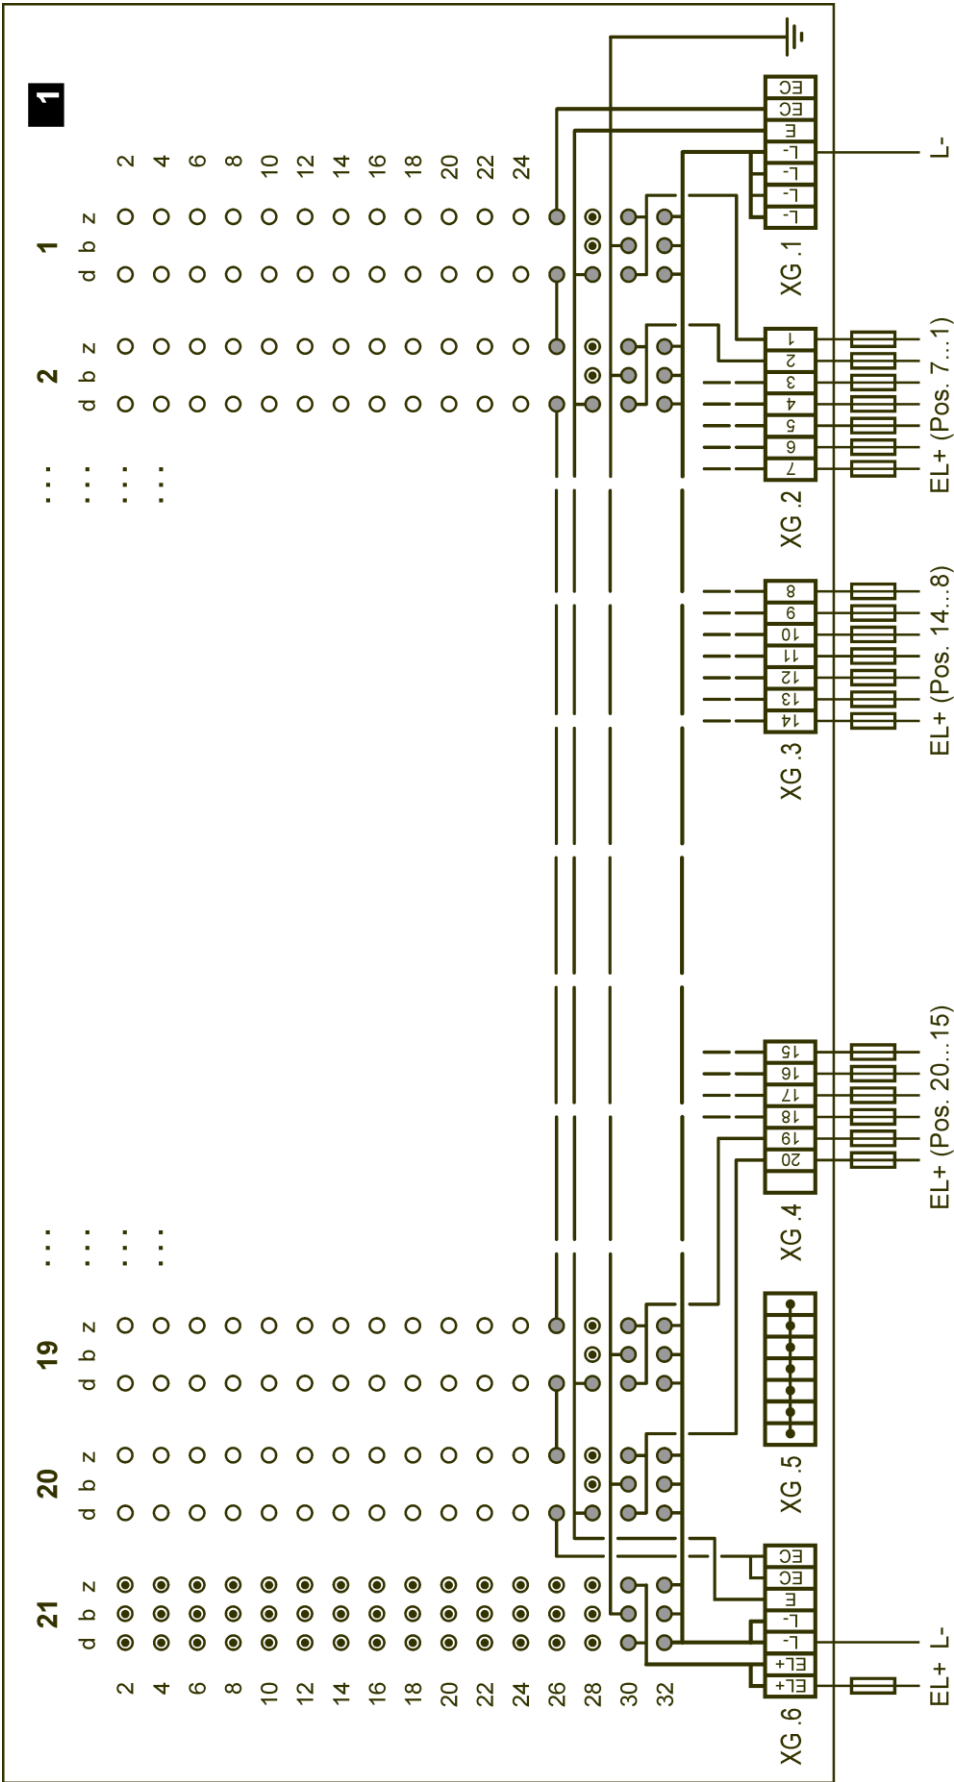 21 20 19 ... ... 2 1 1
d b z d b z d b z ... ... d b z d b z
2 ... ... 2
4 ... ... 4
6 6
8 8
10 10
12 12
14 14
16 16
18 18
20 20
22 22
24 24
26
28
30
32
XG .6 EL+ EL+ L- L- E EC EC
XG .5
XG .4 20 19 18 17 16 15
XG .3 14 13 12 11 10 9 8
XG .2 7 6 5 4 3 2 1
XG .1 L- L- L- L- E EC EC
EL+ L- EL+ (Pos. 20...15) EL+ (Pos. 14...8) EL+ (Pos. 7...1) L-